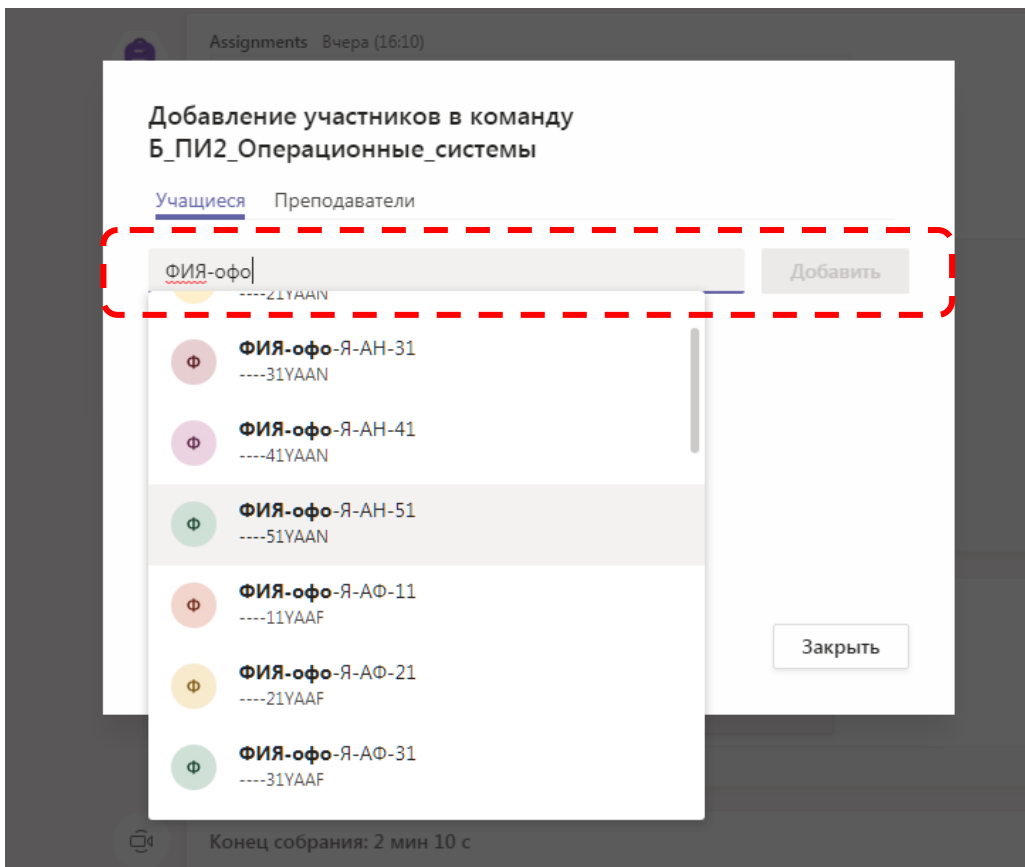 Assignments Вчера (16:10)
Добавление участников в команду
Б_ПИ2_Операционные_системы
Учащиеся Преподаватели
ФИЯ-офо Добавить
----21YAAN
Ф ФИЯ-офо-Я-АН-31
----31YAAN
Ф ФИЯ-офо-Я-АН-41
----41YAAN
Ф ФИЯ-офо-Я-АН-51
----51YAAN
Ф ФИЯ-офо-Я-АФ-11
----11YAAF
Закрыть
Ф ФИЯ-офо-Я-АФ-21
----21YAAF
Ф ФИЯ-офо-Я-АФ-31
----31YAAF
Конец собрания: 2 мин 10 с